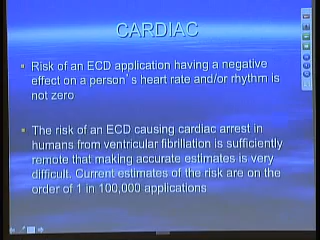 CARDIAC
Risk of an ECD application having a negative
effect on a person`s heart rate and/or rhythm is
not zero
The risk of an ECD causing cardiac arrest in
humans from ventricular fibrillation is sufficiently
remote that making accurate estimates is very
difficult. Current estimates of the risk are on the
order of 1 in 100,000 applications